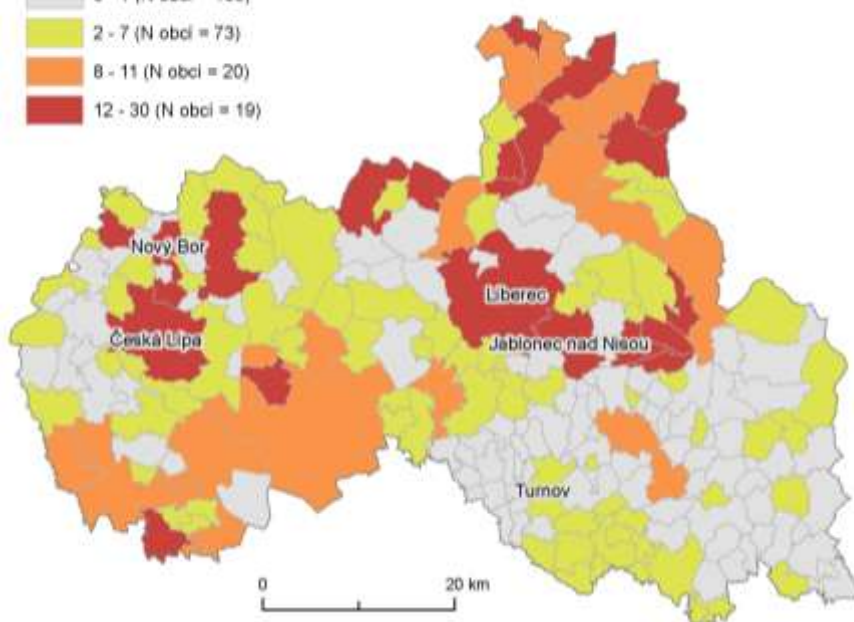 2 - 7 (N obcí = 73)
8 - 11 (N obcí = 20)
12 - 30 (N obcí = 19)
Nový Bor
Liberec
Česká Lípa
Jablonec nad Nisou
Turnov
0 20 km